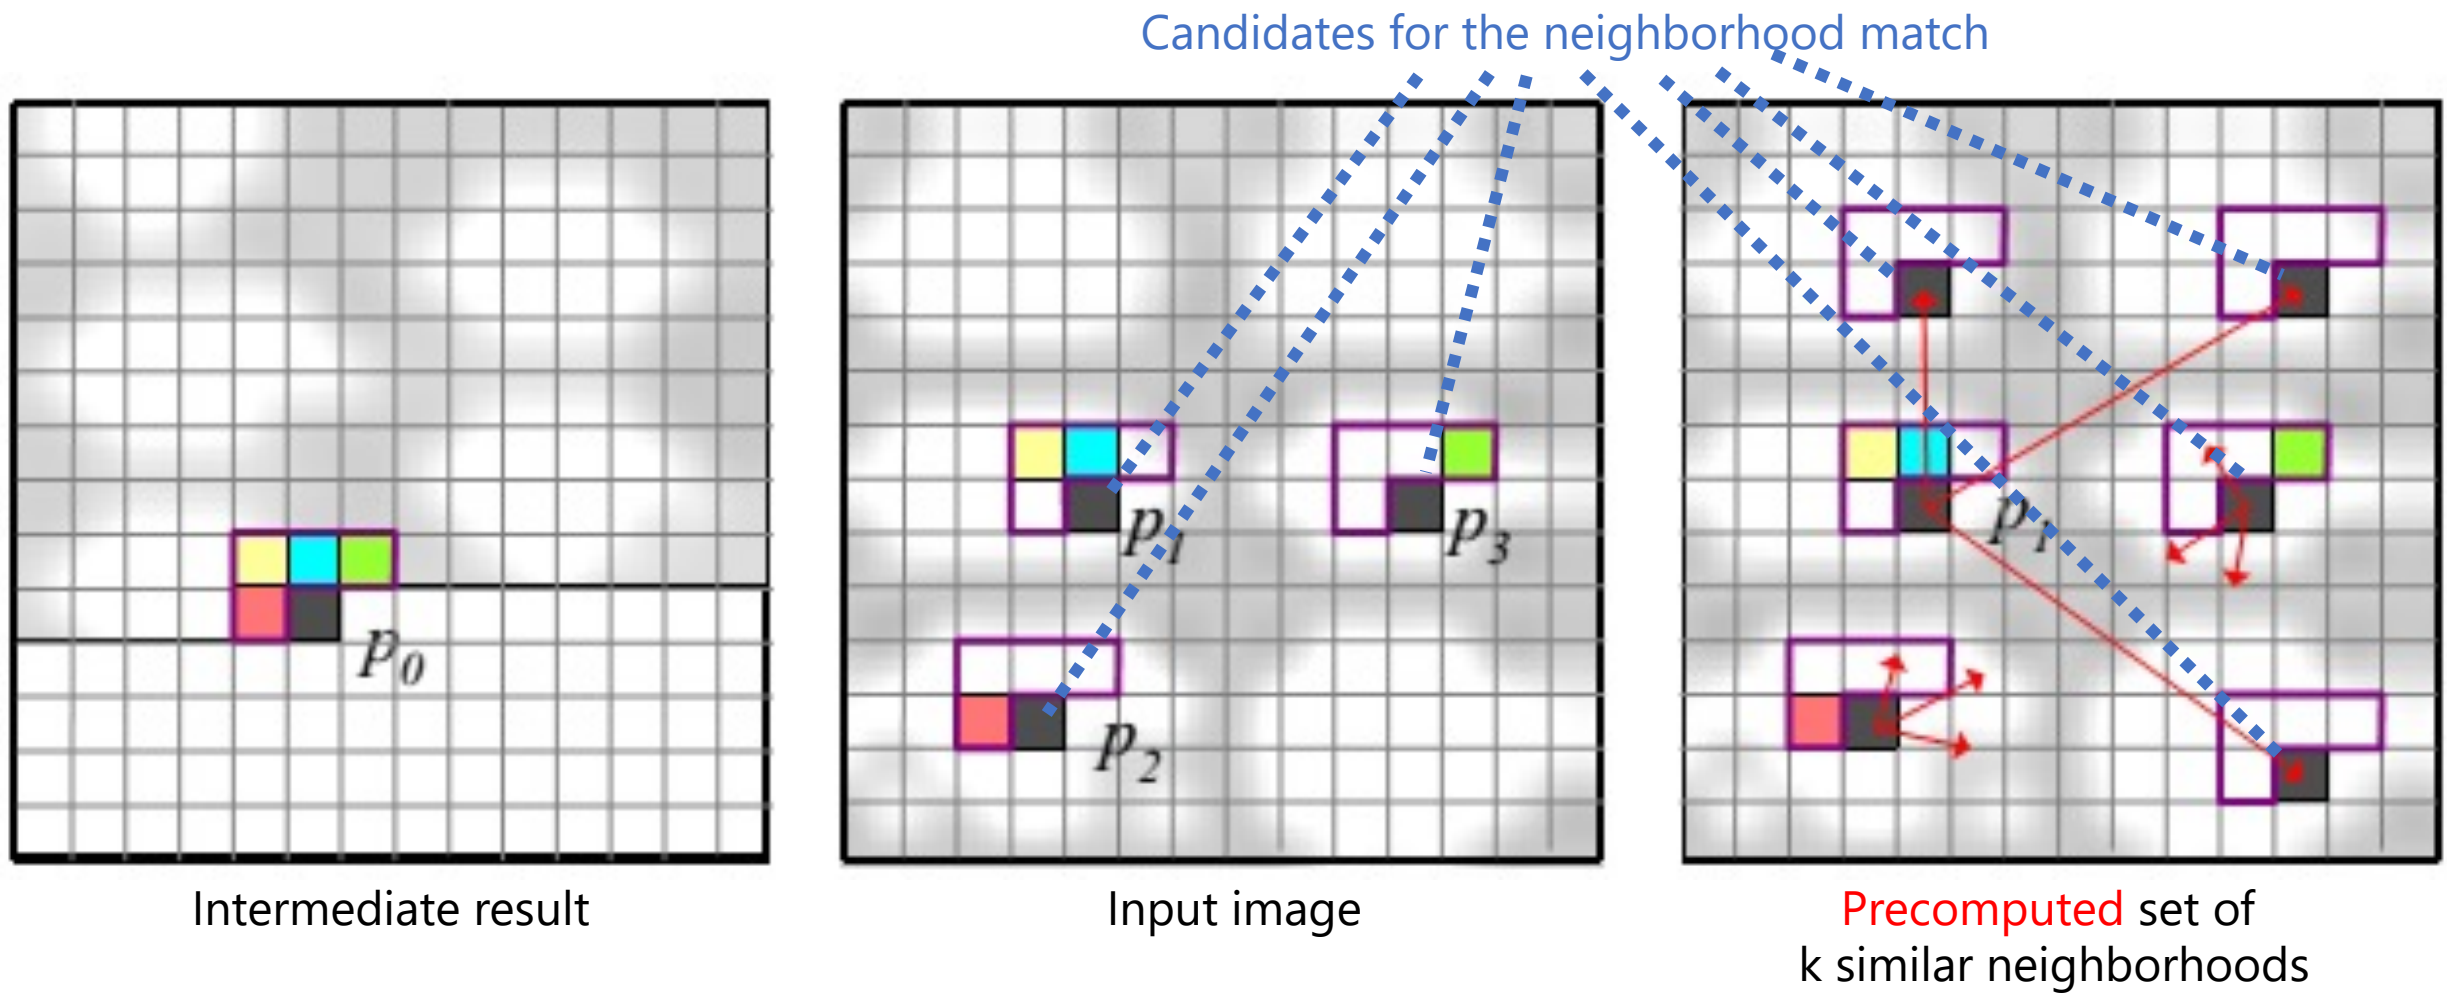 Candidates for the neighborhood match
p0
p1
p3
p2
p1
Intermediate result
Input image
Precomputed set of
k similar neighborhoods